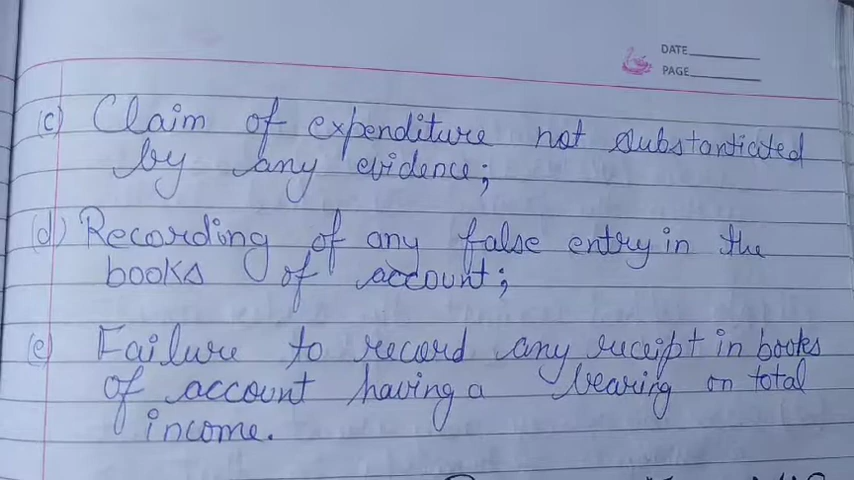 DATE
PAGE
(c) Claim of expenditure not substanticated
by any evidence;
(d) Recording of any false entry in the
books of account;
(e) Failure to record any receipt in books
of account having a bearing on total
income.